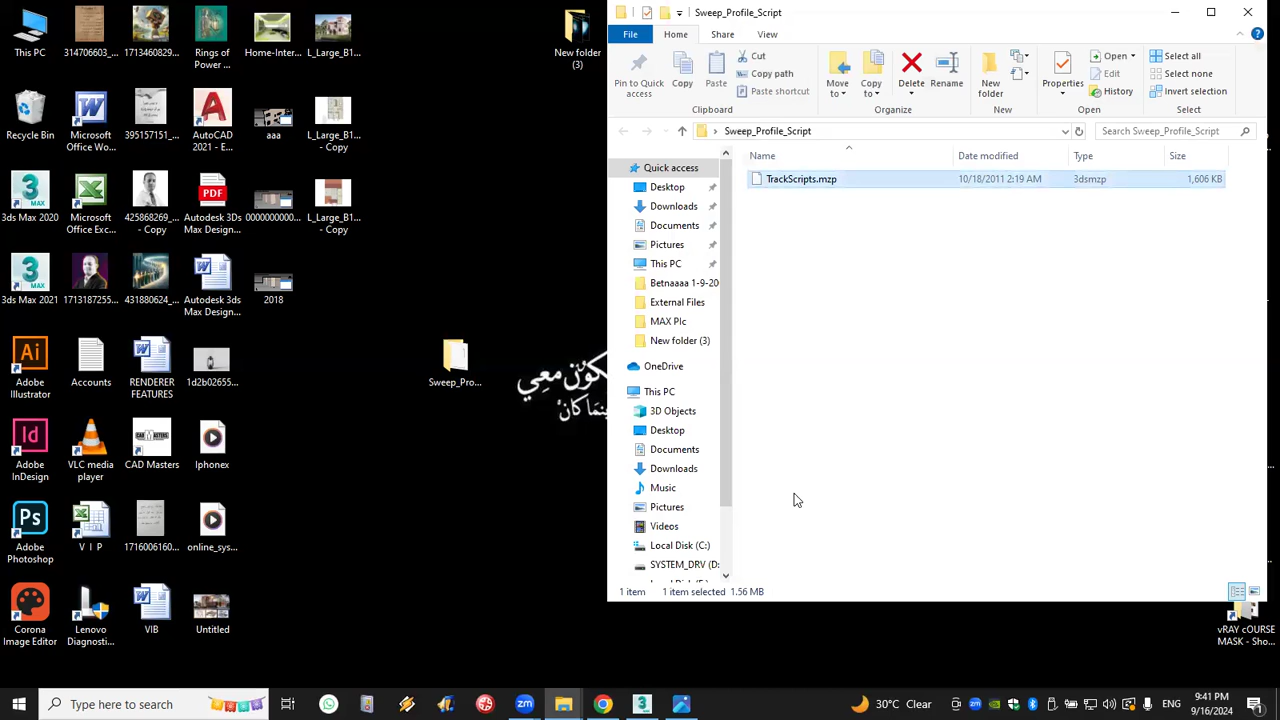 This PC
314706603_...
1713460829...
Rings of
Power ...
Home-Inter...
L_Large_B1...
New folder
(3)
Recycle Bin
Microsoft
Office Wo...
395157151_...
AutoCAD
2021 - E...
aaa
L_Large_B1...
- Copy
3ds Max 2020
Microsoft
Office Exc...
425868269_...
- Copy
Autodesk 3Ds
Max Design...
0000000000...
L_Large_B1...
- Copy
3ds Max 2021
1713187255...
431880624_...
Autodesk 3ds
Max Design...
2018
Adobe
Illustrator
Accounts
RENDERER
FEATURES
1d2b02655...
Sweep_Pro...
Adobe
InDesign
VLC media
player
CAD Masters
Iphonex
Adobe
Photoshop
V I P
1716006160...
online_sys...
Corona
Image Editor
Lenovo
Diagnosti...
VIB
Untitled
vRAY cOURSE
MASK - Sho...
Sweep_Profile_Script
File
Home
Share
View
Pin to Quick
access
Copy
Paste
Cut
Copy path
Paste shortcut
Clipboard
Move
to
Copy
to
Delete
Rename
Organize
New
folder
New
Properties
Open
Edit
History
Open
Select all
Select none
Invert selection
Select
Sweep_Profile_Script
Search Sweep_Profile_Script
Name
Date modified
Type
Size
TrackScripts.mzp
10/18/2011 2:19 AM
3dsmzp
1,606 KB
Quick access
Desktop
Downloads
Documents
Pictures
This PC
Betnaaaa 1-9-20
External Files
MAX Plc
New folder (3)
OneDrive
This PC
3D Objects
Desktop
Documents
Downloads
Music
Pictures
Videos
Local Disk (C:)
SYSTEM_DRV (D:
1 item
1 item selected 1.56 MB
Type here to search
30°C Clear
ENG
9:41 PM
9/16/2024